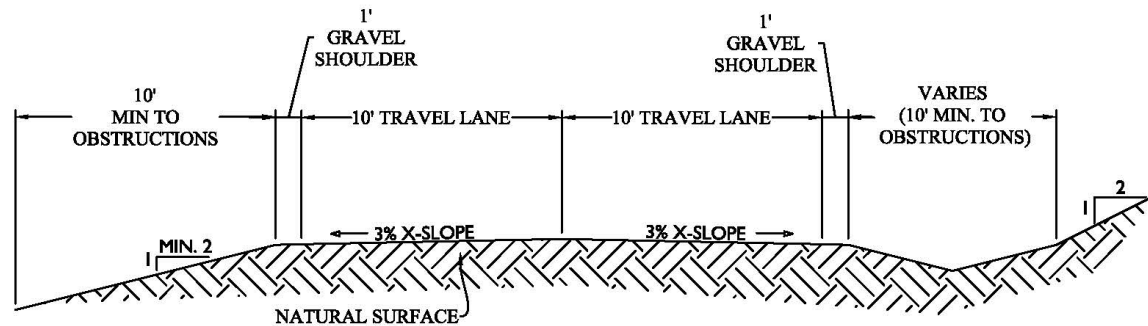 1'
GRAVEL
SHOULDER
1'
GRAVEL
SHOULDER
10'
MIN TO
OBSTRUCTIONS
10' TRAVEL LANE
10' TRAVEL LANE
VARIES
(10' MIN. TO
OBSTRUCTIONS)
2
1
3% X-SLOPE
3% X-SLOPE
MIN. 2
1
NATURAL SURFACE